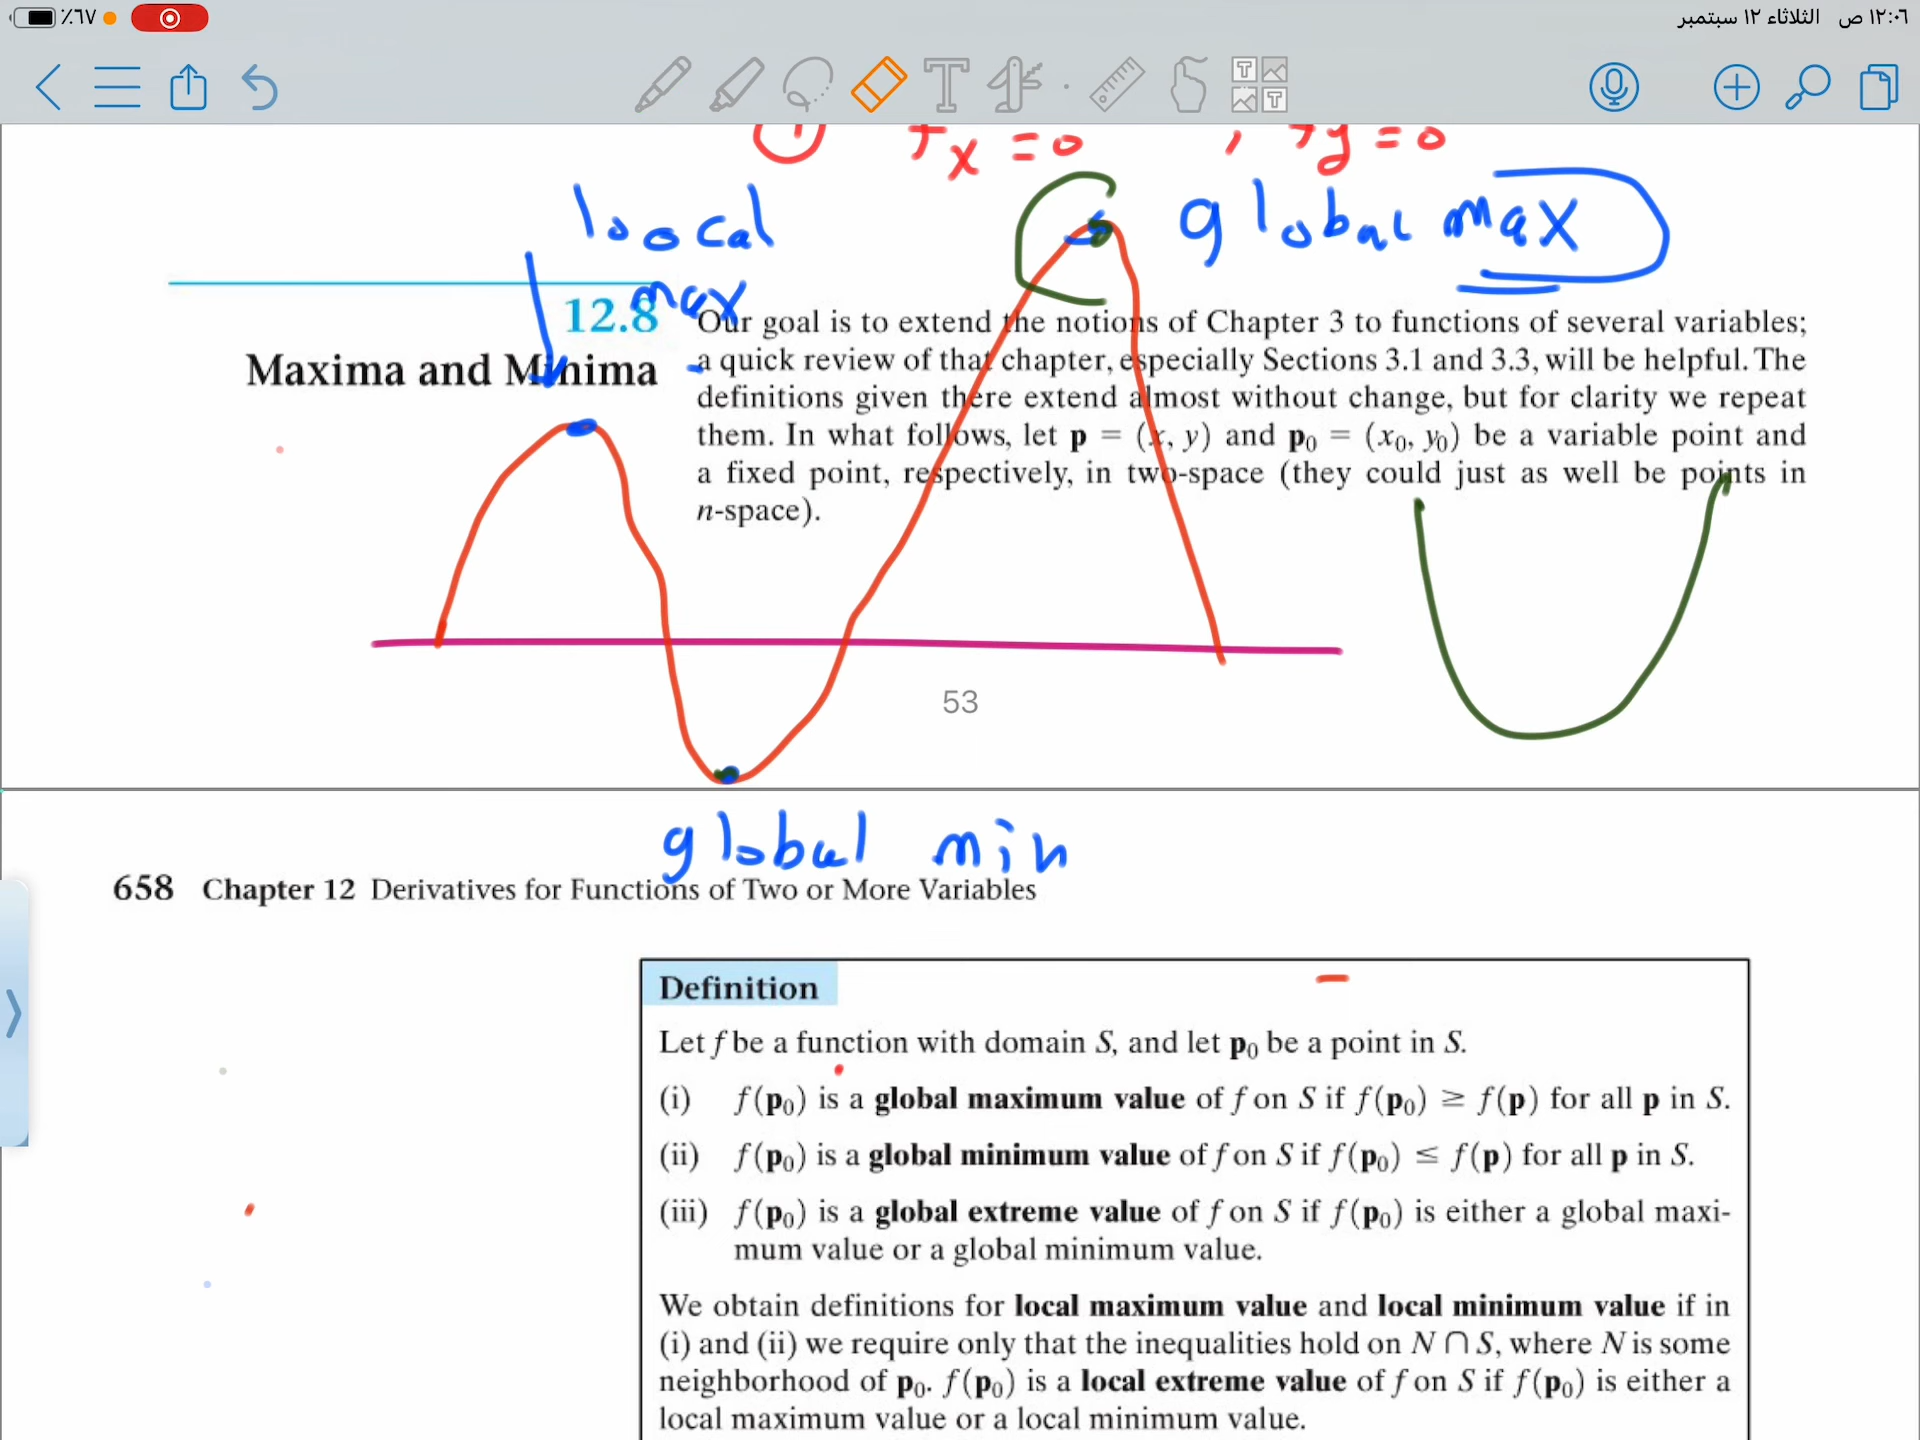 ٪٦٧
١٢:٠٦ ص الثلاثاء ١٢ سبتمبر
① fx = 0 , fy = 0
local max
global max
12.8
Maxima and Minima
Our goal is to extend the notions of Chapter 3 to functions of several variables;
a quick review of that chapter, especially Sections 3.1 and 3.3, will be helpful. The
definitions given there extend almost without change, but for clarity we repeat
them. In what follows, let p = (x, y) and p₀ = (x₀, y₀) be a variable point and
a fixed point, respectively, in two-space (they could just as well be points in
n-space).
53
global min
658 Chapter 12 Derivatives for Functions of Two or More Variables
Definition
Let f be a function with domain S, and let p₀ be a point in S.
(i) f(p₀) is a global maximum value of f on S if f(p₀) ≥ f(p) for all p in S.
(ii) f(p₀) is a global minimum value of f on S if f(p₀) ≤ f(p) for all p in S.
(iii) f(p₀) is a global extreme value of f on S if f(p₀) is either a global maxi-
mum value or a global minimum value.
We obtain definitions for local maximum value and local minimum value if in
(i) and (ii) we require only that the inequalities hold on N ∩ S, where N is some
neighborhood of p₀. f(p₀) is a local extreme value of f on S if f(p₀) is either a
local maximum value or a local minimum value.